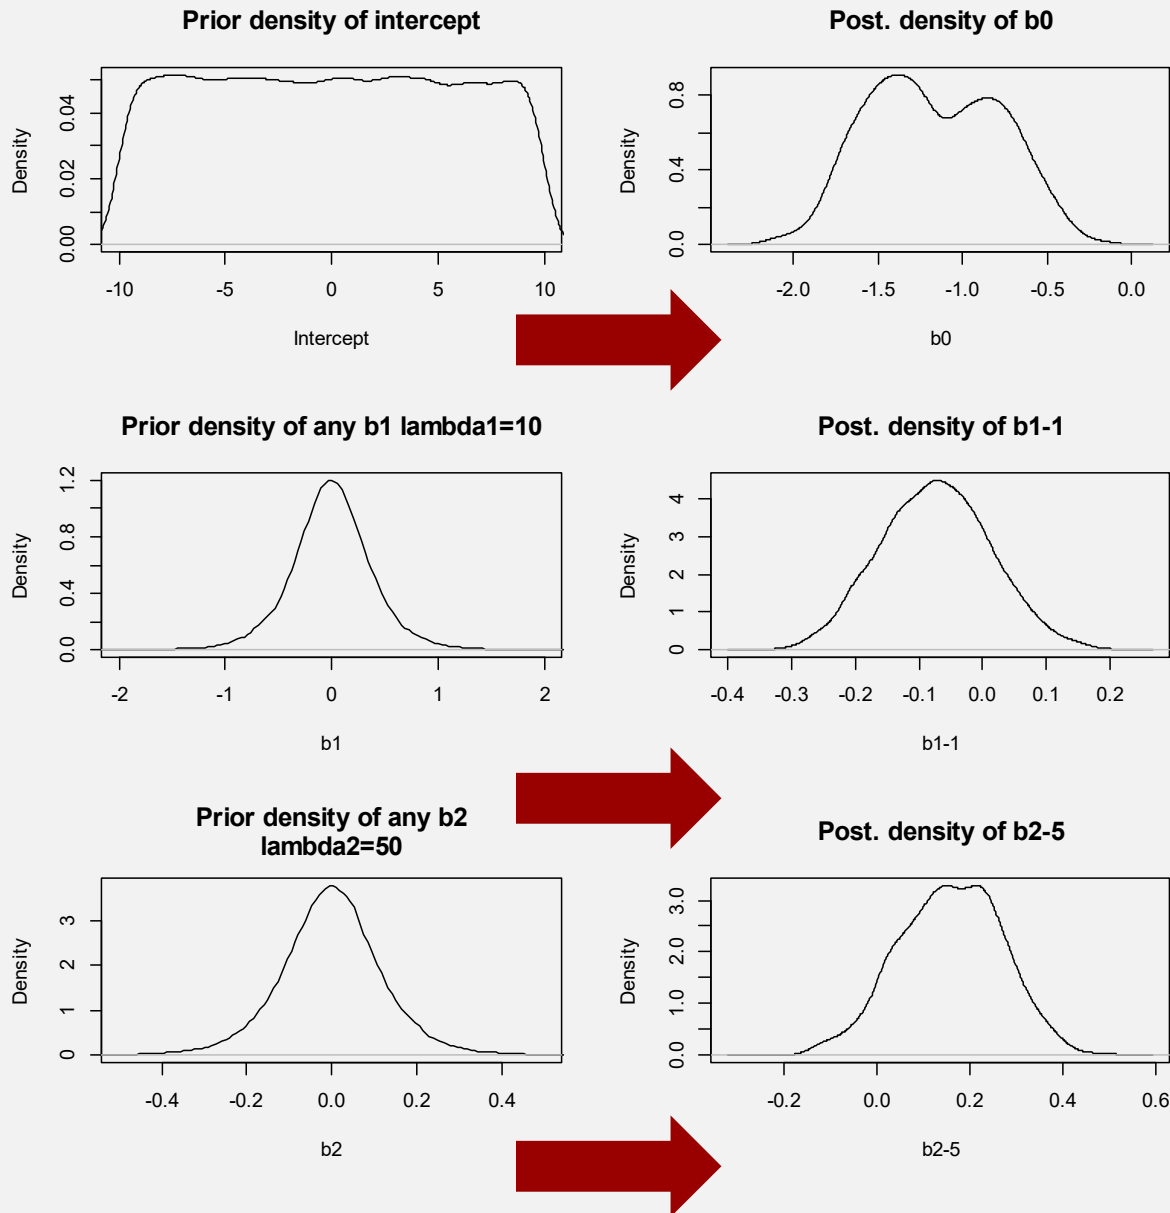 Prior density of intercept
Density
0.00
0.02
0.04
-10
-5
0
5
10
Intercept
Post. density of b0
Density
0.0
0.4
0.8
-2.0
-1.5
-1.0
-0.5
0.0
b0
Prior density of any b1 lambda1=10
Density
0.0
0.4
0.8
1.2
-2
-1
0
1
2
b1
Post. density of b1-1
Density
0
1
2
3
4
-0.4
-0.3
-0.2
-0.1
0.0
0.1
0.2
b1-1
Prior density of any b2
lambda2=50
Density
0
1
2
3
-0.4
-0.2
0.0
0.2
0.4
b2
Post. density of b2-5
Density
0.0
1.0
2.0
3.0
-0.2
0.0
0.2
0.4
0.6
b2-5